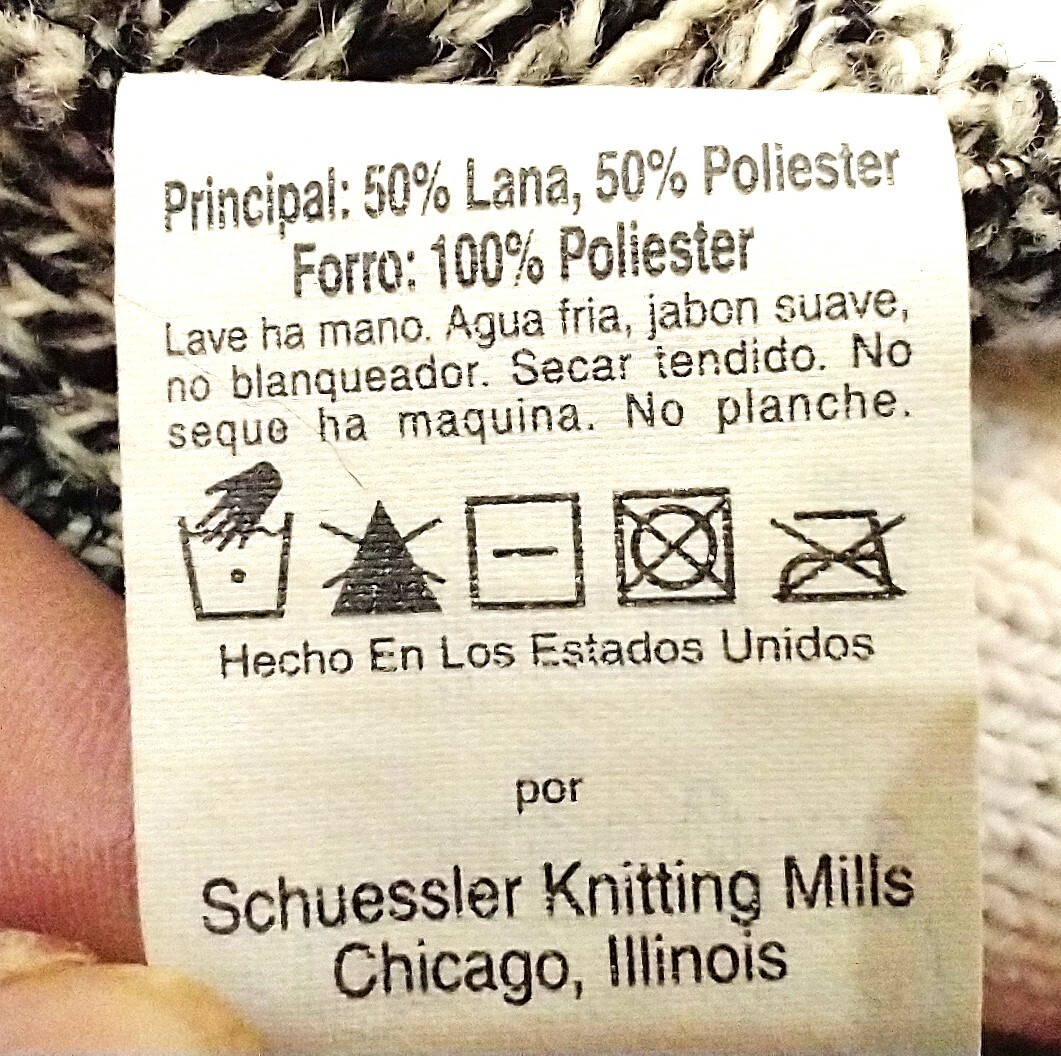 Principal: 50% Lana, 50% Poliester
Forro: 100% Poliester
Lave ha mano. Agua fria, jabon suave,
no blanqueador. Secar tendido. No
seque ha maquina. No planche.
Hecho En Los Estados Unidos
por
Schuessler Knitting Mills
Chicago, Illinois